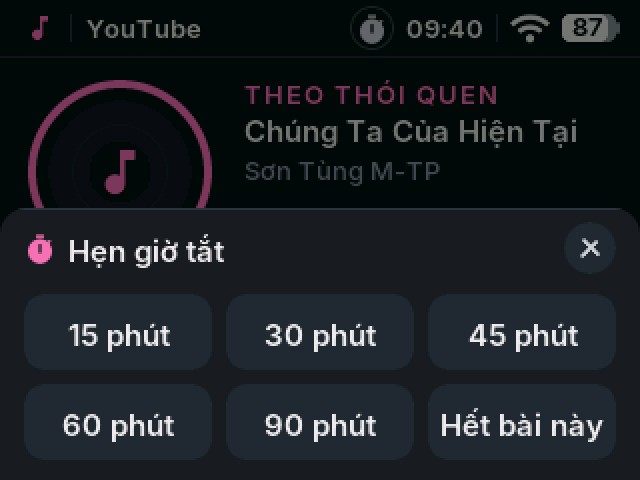 YouTube
09:40
87
THEO THÓI QUEN
Chúng Ta Của Hiện Tại
Sơn Tùng M-TP
Hẹn giờ tắt
15 phút
30 phút
45 phút
60 phút
90 phút
Hết bài này